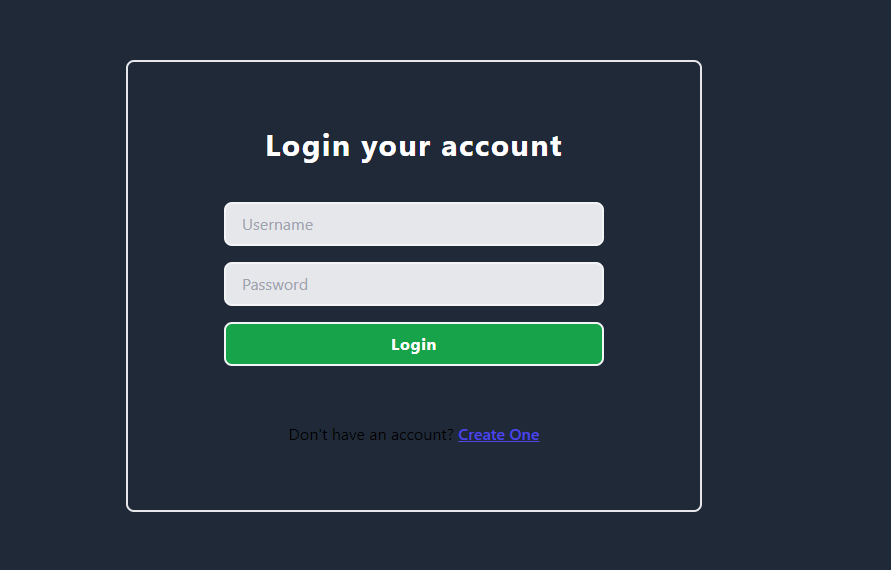 Login your account
Username
Password
Login
Don't have an account? Create One